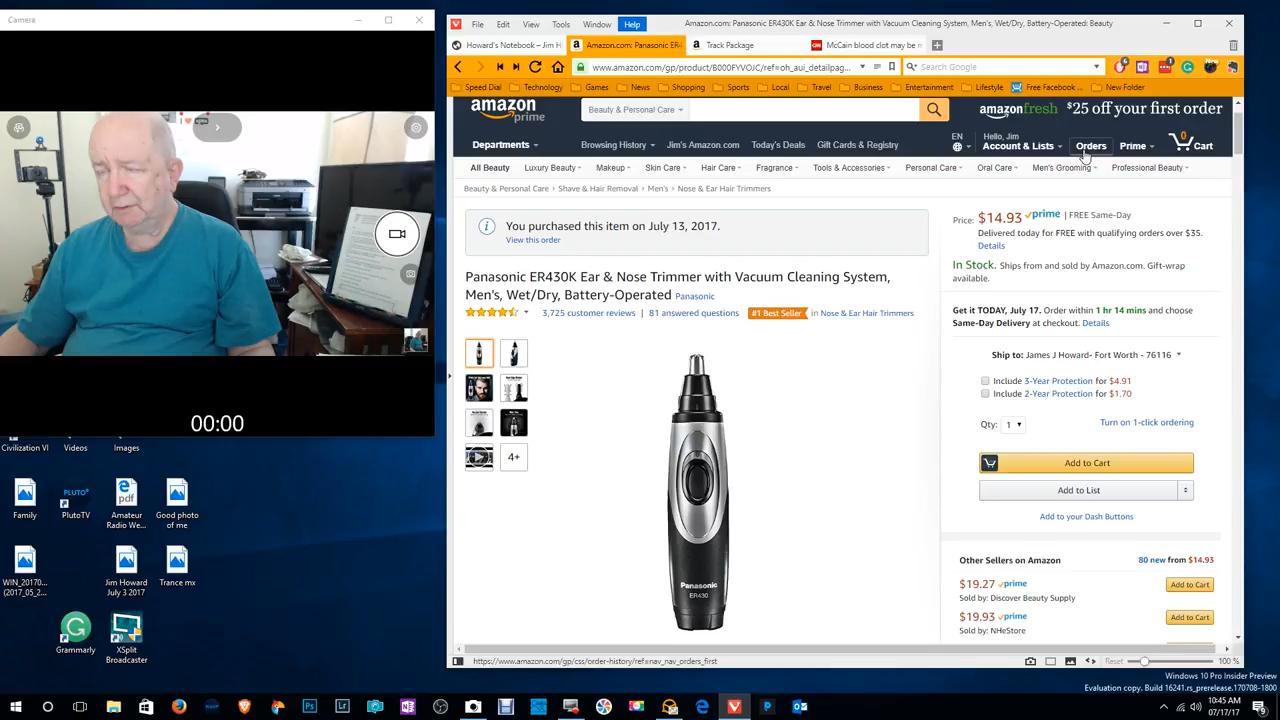 Camera
00:00
Civilization VI
Videos
Images
Family
PlutoTV
Amateur Radio We...
Good photo of me
WIN_20170...
(2017_05_2...
Jim Howard July 3 2017
Trance mx
Grammarly
XSplit Broadcaster
File Edit View Tools Window Help
Amazon.com: Panasonic ER430K Ear & Nose Trimmer with Vacuum Cleaning System, Men's, Wet/Dry, Battery-Operated: Beauty
Howard's Notebook – Jim H
Amazon.com: Panasonic ER4
Track Package
McCain blood clot may be m
www.amazon.com/gp/product/B000FYVOJC/ref=oh_aui_detailpag...
Search Google
Speed Dial Technology Games News Shopping Sports Local Travel Business Entertainment Lifestyle Free Facebook ... New Folder
amazon prime
Beauty & Personal Care
amazonfresh $25 off your first order
Departments
Browsing History Jim's Amazon.com Today's Deals Gift Cards & Registry
EN
Hello, Jim
Account & Lists Orders Prime 0 Cart
All Beauty Luxury Beauty Makeup Skin Care Hair Care Fragrance Tools & Accessories Personal Care Oral Care Men's Grooming Professional Beauty
Beauty & Personal Care › Shave & Hair Removal › Men's › Nose & Ear Hair Trimmers
You purchased this item on July 13, 2017.
View this order
Panasonic ER430K Ear & Nose Trimmer with Vacuum Cleaning System,
Men's, Wet/Dry, Battery-Operated Panasonic
3,725 customer reviews | 81 answered questions #1 Best Seller in Nose & Ear Hair Trimmers
4+
Panasonic
ER430
Price: $14.93 prime | FREE Same-Day
Delivered today for FREE with qualifying orders over $35.
Details
In Stock. Ships from and sold by Amazon.com. Gift-wrap
available.
Get it TODAY, July 17. Order within 1 hr 14 mins and choose
Same-Day Delivery at checkout. Details
Ship to: James J Howard- Fort Worth - 76116
Include 3-Year Protection for $4.91
Include 2-Year Protection for $1.70
Qty: 1
Turn on 1-click ordering
Add to Cart
Add to List
Add to your Dash Buttons
Other Sellers on Amazon 80 new from $14.93
$19.27 prime Add to Cart
Sold by: Discover Beauty Supply
$19.93 prime Add to Cart
Sold by: NHeStore
https://www.amazon.com/gp/css/order-history/ref=nav_nav_orders_first
Reset 100 %
Windows 10 Pro Insider Preview
Evaluation copy. Build 16241.rs_prerelease.170708-1800
10:45 AM
07/17/17